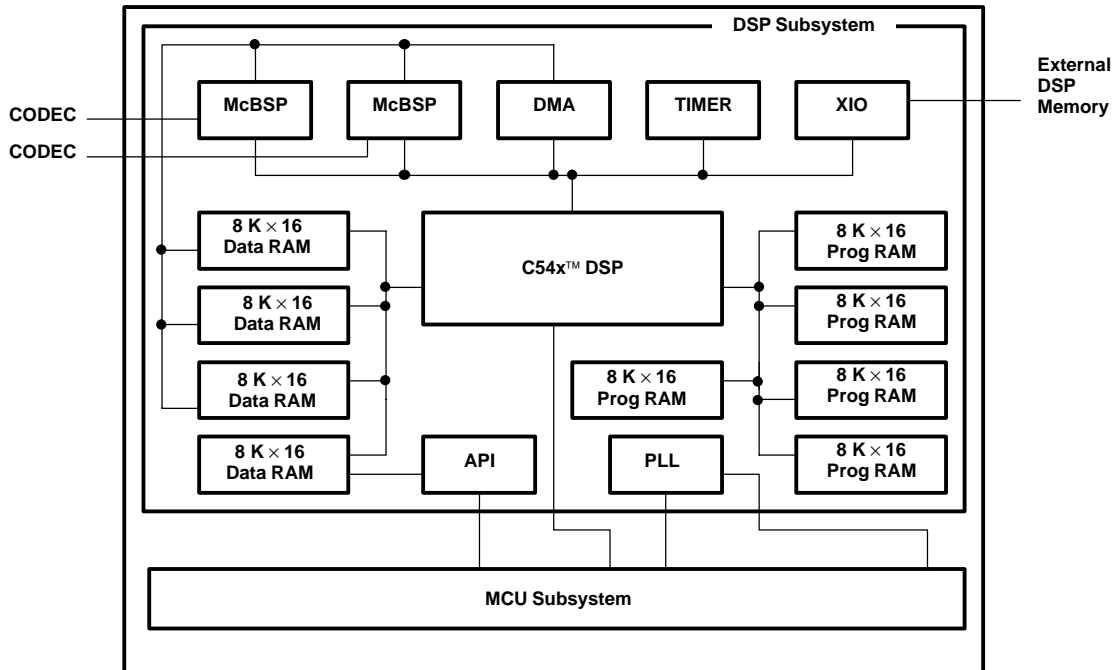 DSP Subsystem
External
DSP
Memory
McBSP
McBSP
DMA
TIMER
XIO
CODEC
CODEC
8 K × 16
Data RAM
C54x™ DSP
8 K × 16
Prog RAM
8 K × 16
Data RAM
8 K × 16
Prog RAM
8 K × 16
Data RAM
8 K × 16
Prog RAM
8 K × 16
Prog RAM
8 K × 16
Data RAM
API
PLL
8 K × 16
Prog RAM
MCU Subsystem